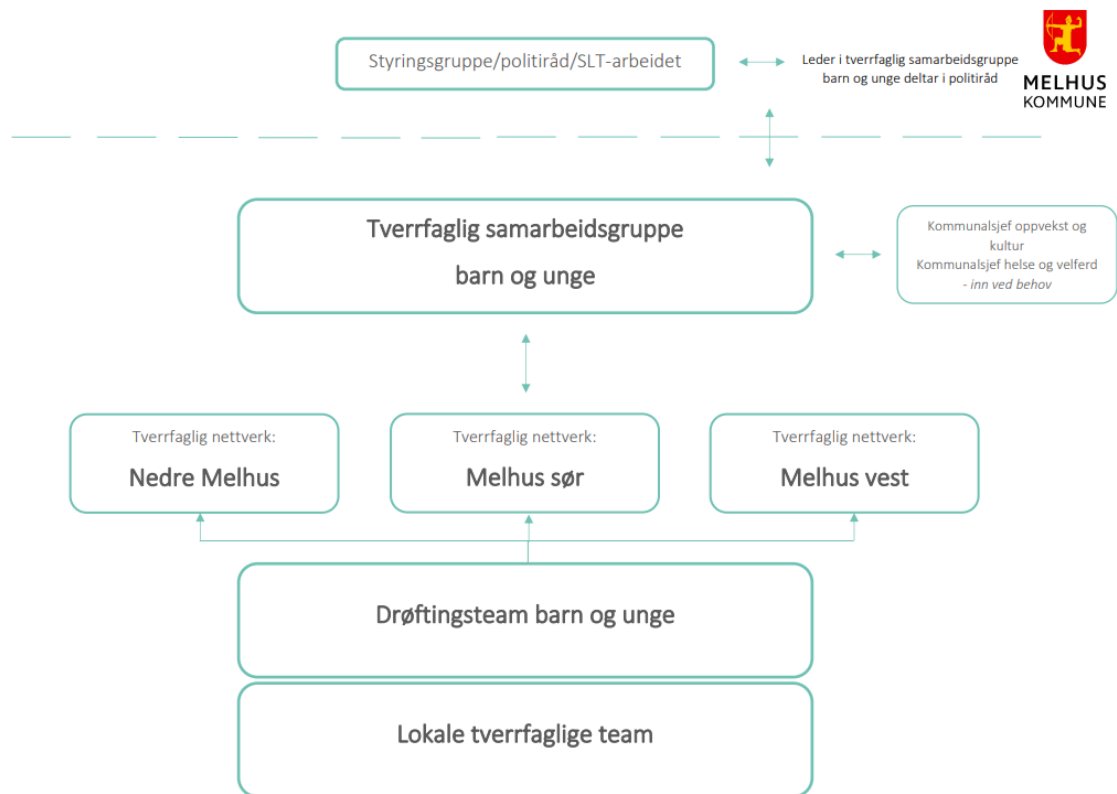 Styringsgruppe/politiråd/SLT-arbeidet
Leder i tverrfaglig samarbeidsgruppe
barn og unge deltar i politiråd
MELHUS
KOMMUNE
Tverrfaglig samarbeidsgruppe
barn og unge
Kommunalsjef oppvekst og
kultur
Kommunalsjef helse og velferd
- inn ved behov
Tverrfaglig nettverk:
Nedre Melhus
Tverrfaglig nettverk:
Melhus sør
Tverrfaglig nettverk:
Melhus vest
Drøftingsteam barn og unge
Lokale tverrfaglige team